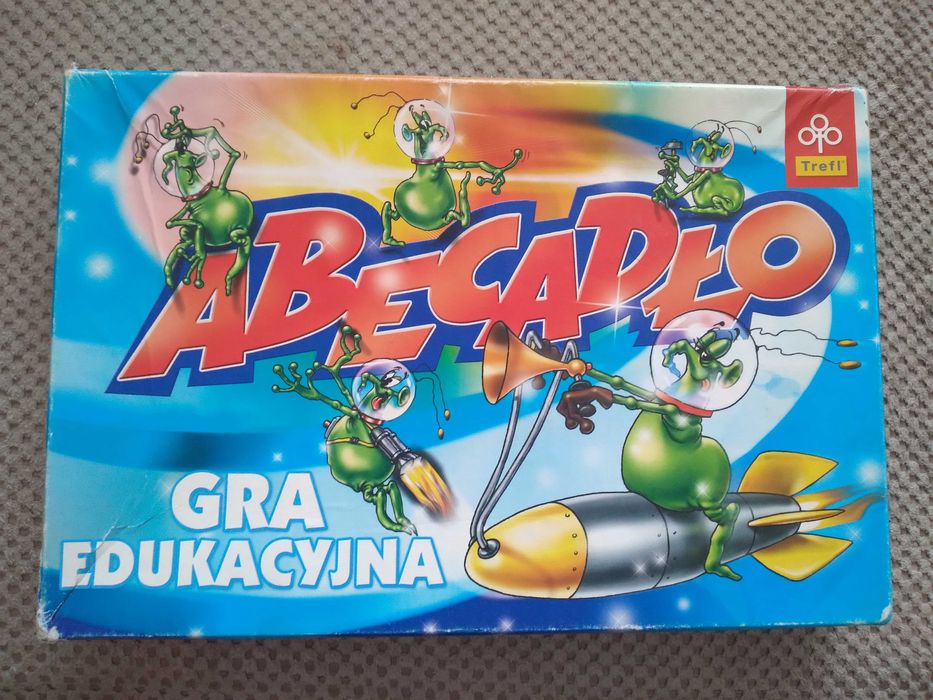 Trefl
ABECADŁO
GRA
EDUKACYJNA